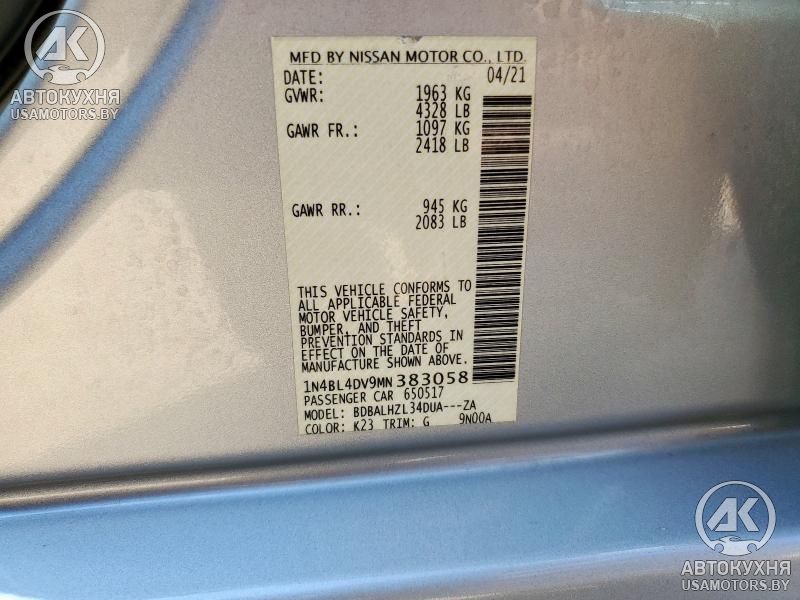 AK
АВТОКУХНЯ
USAMOTORS.BY
MFD BY NISSAN MOTOR CO., LTD.
DATE: 04/21
GVWR: 1963 KG
4328 LB
GAWR FR.: 1097 KG
2418 LB
GAWR RR.: 945 KG
2083 LB
THIS VEHICLE CONFORMS TO
ALL APPLICABLE FEDERAL
MOTOR VEHICLE SAFETY,
BUMPER, AND THEFT
PREVENTION STANDARDS IN
EFFECT ON THE DATE OF
MANUFACTURE SHOWN ABOVE.
1N4BL4DV9MN383058
PASSENGER CAR 650517
MODEL: BDBALHZL34DUA---ZA
COLOR: K23 TRIM: G 9N00A
AK
АВТОКУХНЯ
USAMOTORS.BY